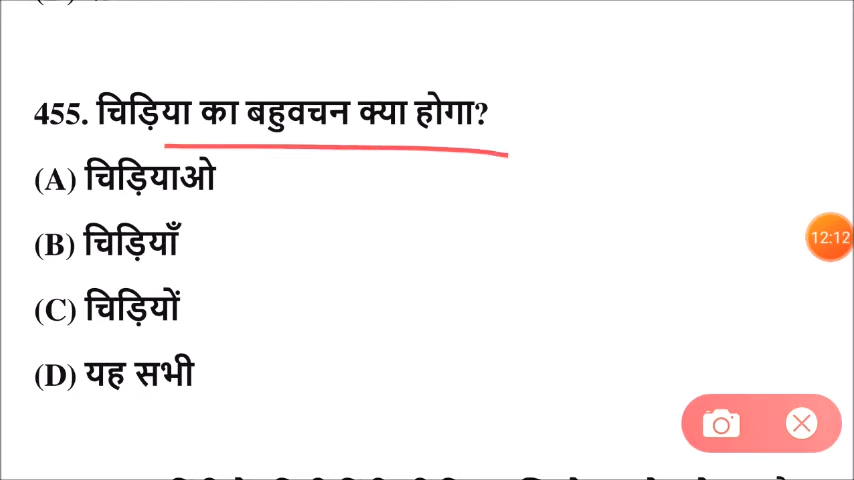 455. चिड़िया का बहुवचन क्या होगा?
(A) चिड़ियाओ
(B) चिड़ियाँ
(C) चिड़ियों
(D) यह सभी
12:12